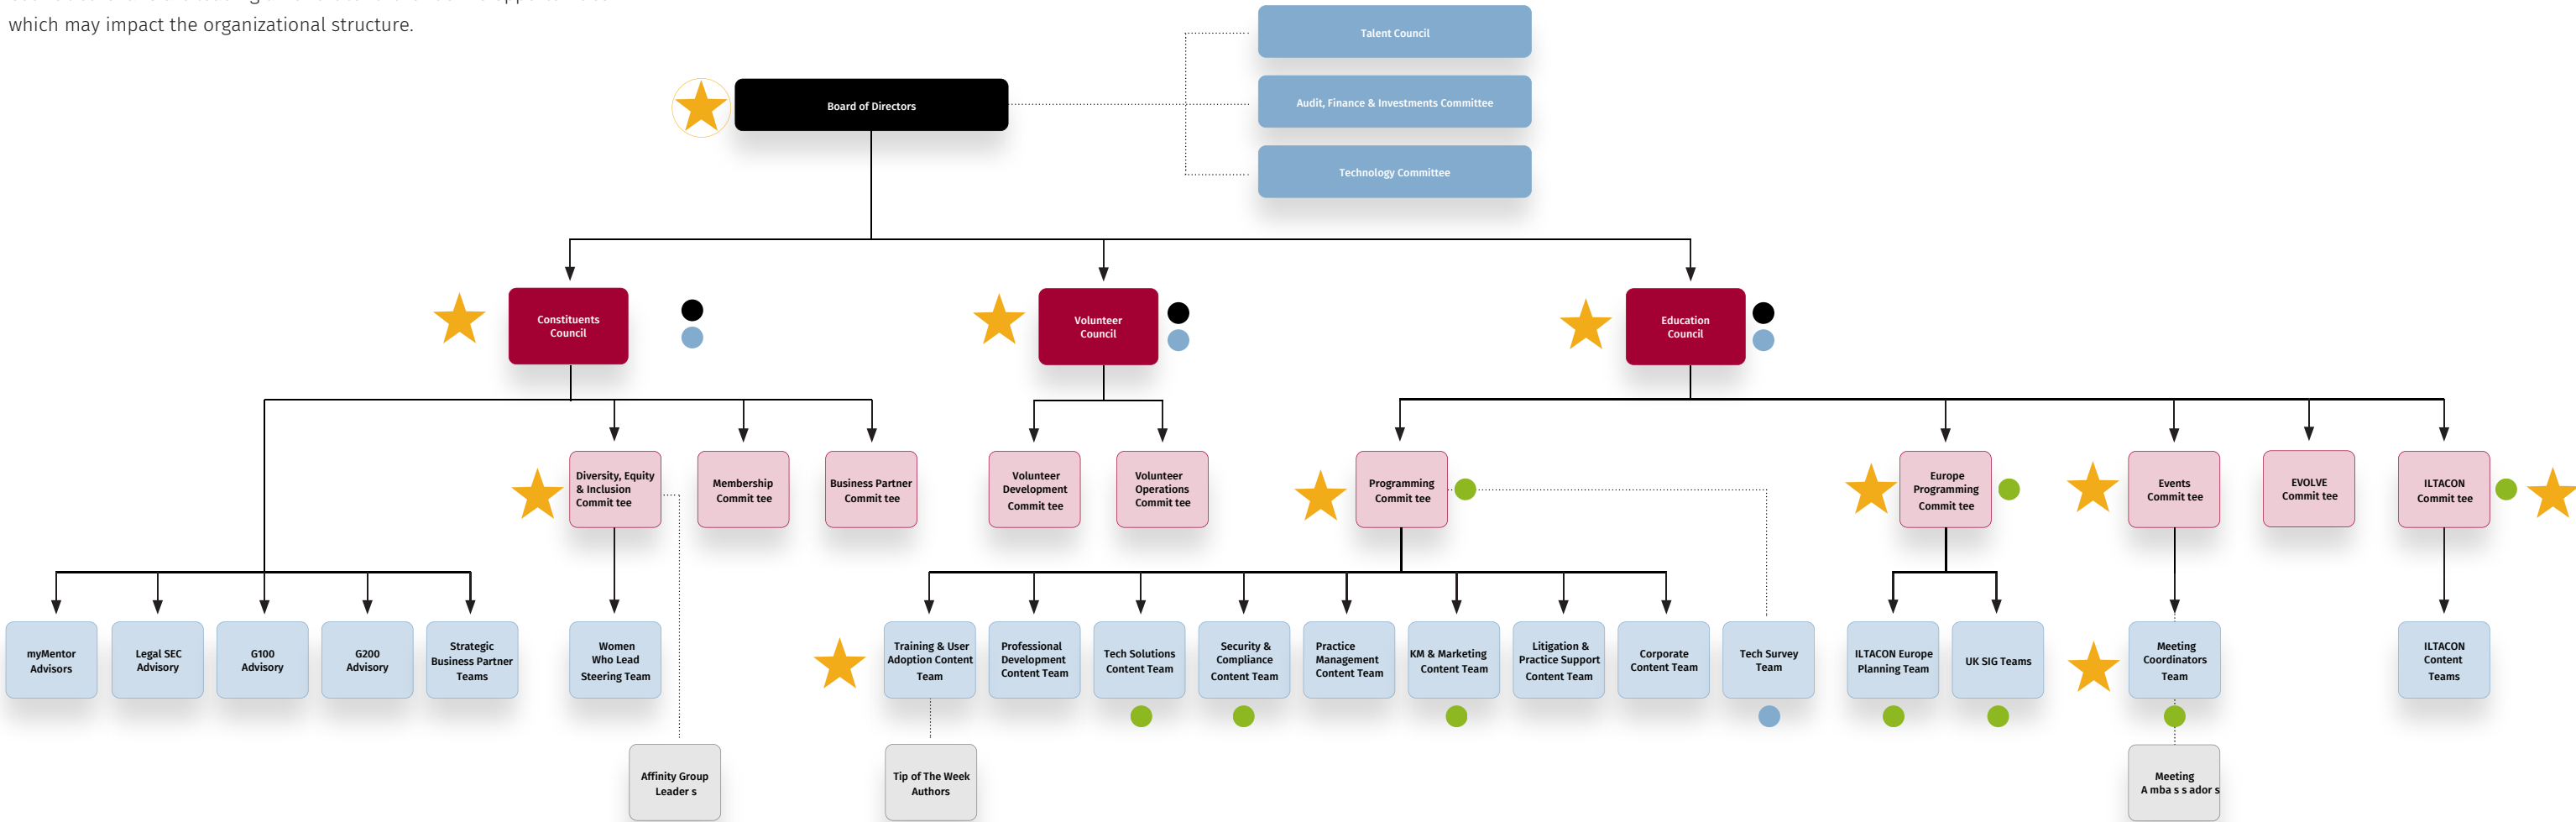 which may impact the organizational structure.
Talent Council
Board of Directors
Audit, Finance & Investments Committee
Technology Committee
Constituents
Council
Volunteer
Council
Education
Council
Diversity, Equity
& Inclusion
Commit tee
Membership
Commit tee
Business Partner
Commit tee
Volunteer
Development
Commit tee
Volunteer
Operations
Commit tee
Programming
Commit tee
Europe
Programming
Commit tee
Events
Commit tee
EVOLVE
Commit tee
ILTACON
Commit tee
myMentor
Advisors
Legal SEC
Advisory
G100
Advisory
G200
Advisory
Strategic
Business Partner
Teams
Women
Who Lead
Steering Team
Training & User
Adoption Content
Team
Professional
Development
Content Team
Tech Solutions
Content Team
Security &
Compliance
Content Team
Practice
Management
Content Team
KM & Marketing
Content Team
Litigation &
Practice Support
Content Team
Corporate
Content Team
Tech Survey
Team
ILTACON Europe
Planning Team
UK SIG Teams
Meeting
Coordinators
Team
ILTACON
Content
Teams
Affinity Group
Leader s
Tip of The Week
Authors
Meeting
A mba s s ador s